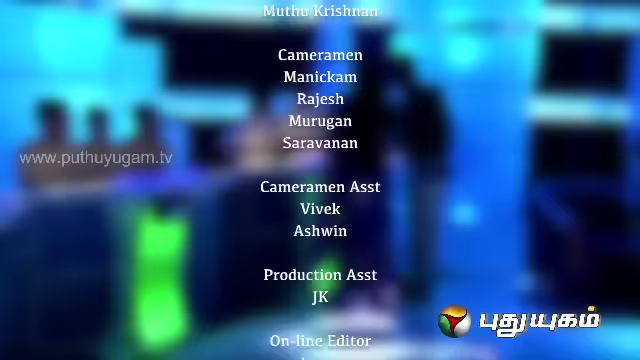 Muthu Krishnan
Cameramen
Manickam
Rajesh
Murugan
Saravanan
www.puthuyugam.tv
Cameramen Asst
Vivek
Ashwin
Production Asst
JK
புதுயுகம்
On-line Editor